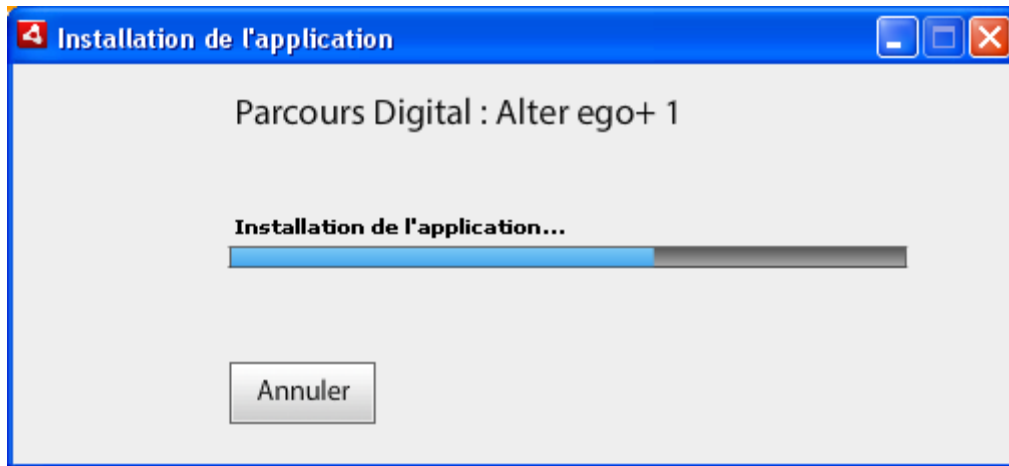 Installation de l'application
Parcours Digital : Alter ego+ 1
Installation de l'application...
Annuler